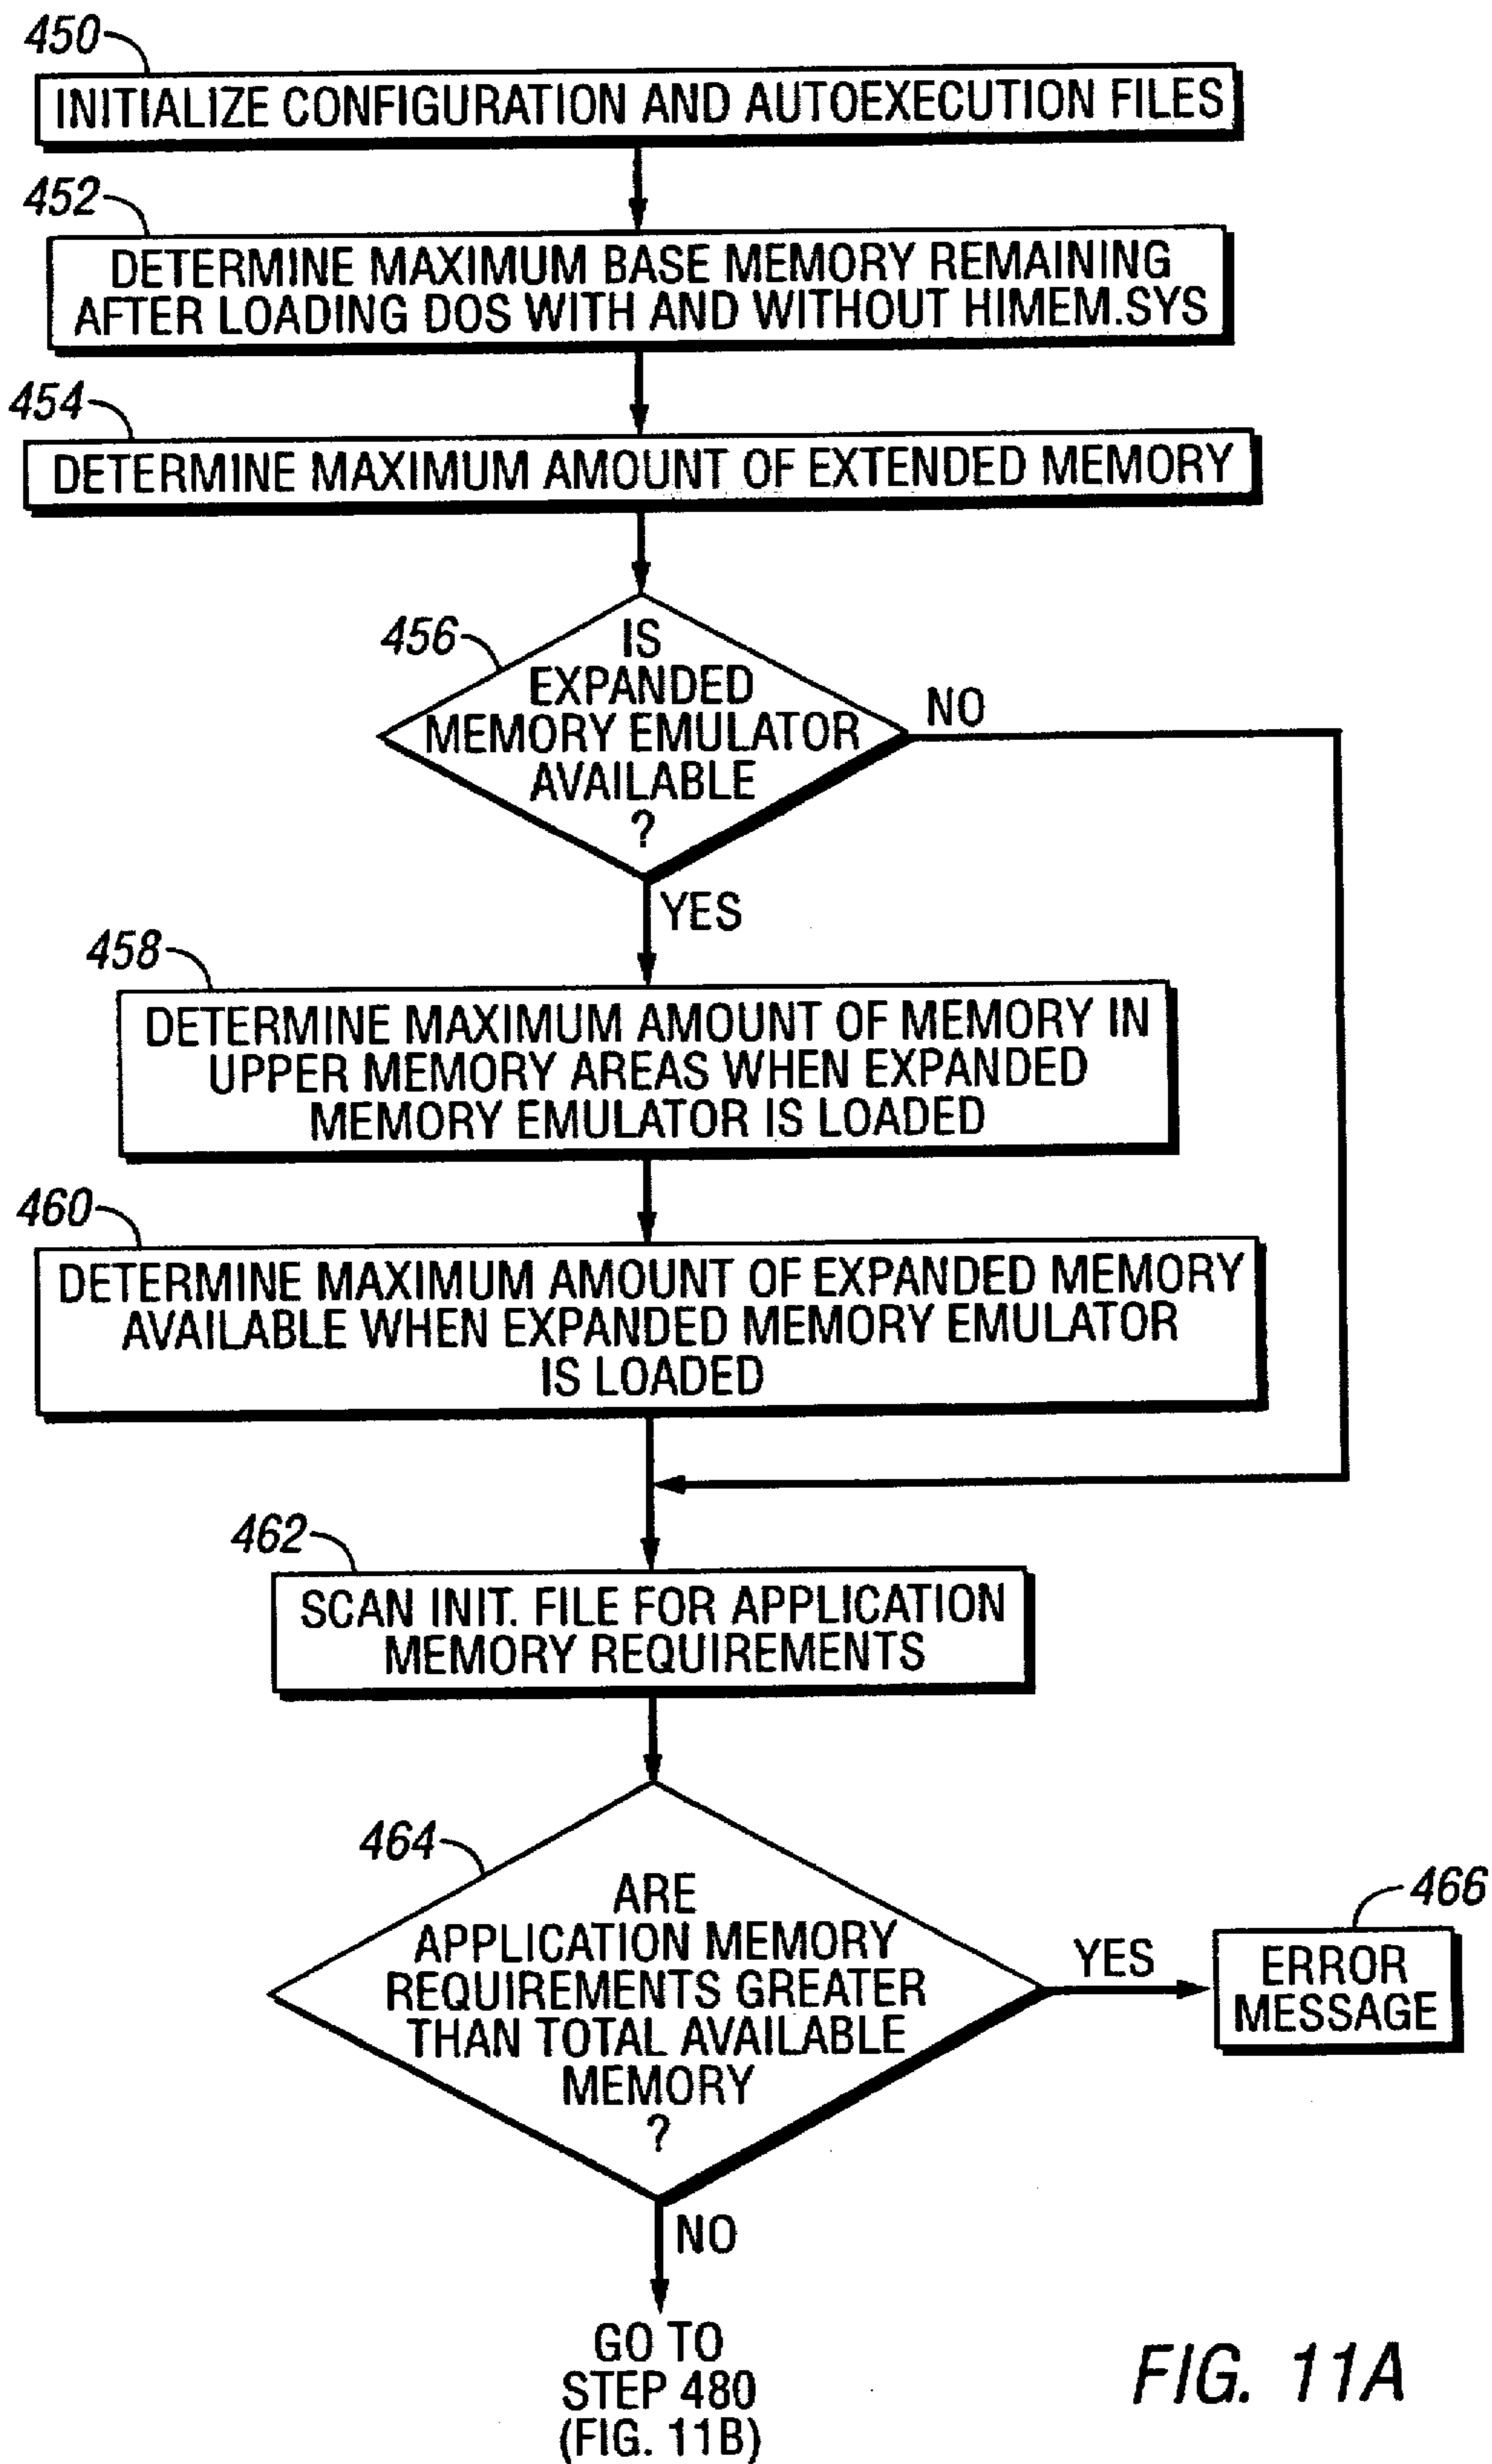 450
INITIALIZE CONFIGURATION AND AUTOEXECUTION FILES
452
DETERMINE MAXIMUM BASE MEMORY REMAINING
AFTER LOADING DOS WITH AND WITHOUT HIMEM.SYS
454
DETERMINE MAXIMUM AMOUNT OF EXTENDED MEMORY
456
IS
EXPANDED
MEMORY EMULATOR
AVAILABLE
?
NO
YES
458
DETERMINE MAXIMUM AMOUNT OF MEMORY IN
UPPER MEMORY AREAS WHEN EXPANDED
MEMORY EMULATOR IS LOADED
460
DETERMINE MAXIMUM AMOUNT OF EXPANDED MEMORY
AVAILABLE WHEN EXPANDED MEMORY EMULATOR
IS LOADED
462
SCAN INIT. FILE FOR APPLICATION
MEMORY REQUIREMENTS
464
ARE
APPLICATION MEMORY
REQUIREMENTS GREATER
THAN TOTAL AVAILABLE
MEMORY
?
YES
466
ERROR
MESSAGE
NO
GO TO
STEP 480
(FIG. 11B)
FIG. 11A